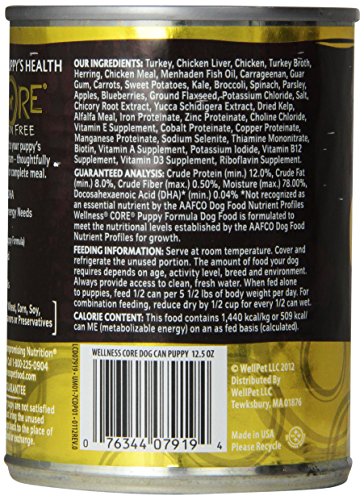 PPY'S HEALTH
ORE®
N FREE
your puppy's
– thoughtfully
complete meal.
HA
ergy Needs
rmula)
Wheat, Corn, Soy,
vors or Preservatives
mpromising Nutrition®
1-800-225-0904
petfood.com
UARANTEE
are not satisfied
urn the unused
t to the place
r a refund.
OUR INGREDIENTS: Turkey, Chicken Liver, Chicken, Turkey Broth,
Herring, Chicken Meal, Menhaden Fish Oil, Carrageenan, Guar
Gum, Carrots, Sweet Potatoes, Kale, Broccoli, Spinach, Parsley,
Apples, Blueberries, Ground Flaxseed, Potassium Chloride, Salt,
Chicory Root Extract, Yucca Schidigera Extract, Dried Kelp,
Alfalfa Meal, Iron Proteinate, Zinc Proteinate, Choline Chloride,
Vitamin E Supplement, Cobalt Proteinate, Copper Proteinate,
Manganese Proteinate, Sodium Selenite, Thiamine Mononitrate,
Biotin, Vitamin A Supplement, Potassium Iodide, Vitamin B12
Supplement, Vitamin D3 Supplement, Riboflavin Supplement.
GUARANTEED ANALYSIS: Crude Protein (min.) 12.0%, Crude Fat
(min.) 8.0%, Crude Fiber (max.) 0.50%, Moisture (max.) 78.00%,
Docosahexaenoic Acid (DHA)* (min.) 0.04% *Not recognized as
an essential nutrient by the AAFCO Dog Food Nutrient Profiles
Wellness® CORE® Puppy Formula Dog Food is formulated to
meet the nutritional levels established by the AAFCO Dog Food
Nutrient Profiles for growth.
FEEDING INFORMATION: Serve at room temperature. Cover and
refrigerate the unused portion. The amount of food your dog
requires depends on age, activity level, breed and environment.
Always provide access to clean, fresh water. When fed alone
to puppies, feed 1/2 can per 5 1/2 lbs of body weight per day. For
combination feeding, reduce dry by 1/2 cup for every 1/2 can wet.
CALORIE CONTENT: This food contains 1,440 kcal/kg or 509 kcal/
can ME (metabolizable energy) on an as fed basis (calculated).
WELLNESS CORE DOG CAN PUPPY 12.5 OZ
0 76344 07919 4
© WellPet LLC 2012
Distributed By
WellPet LLC
Tewksbury, MA 01876
Made in USA
Please Recycle